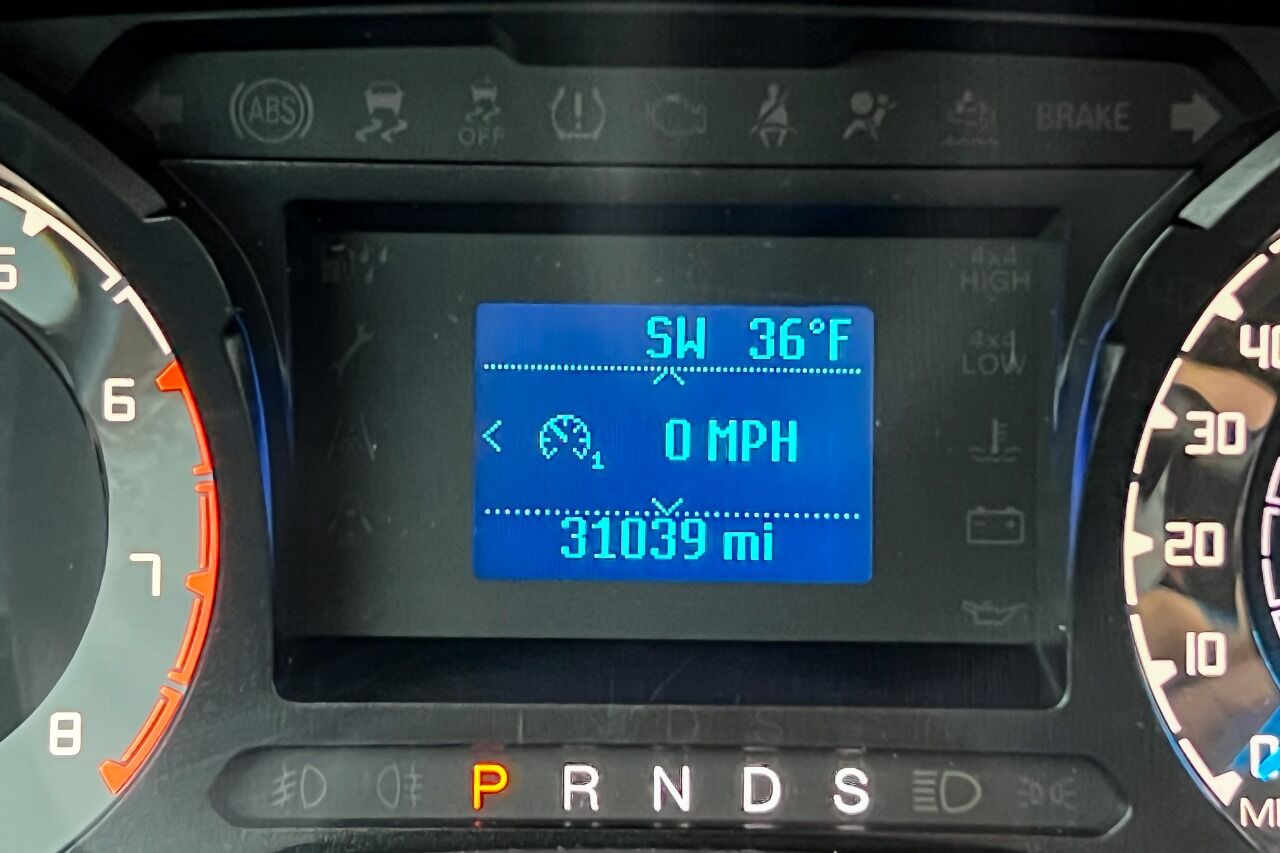 ABS OFF BRAKE
4x4
HIGH
SW 36°F
4x4
LOW
0 MPH
1
31039 mi
6
7
8
40
30
20
10
P R N D S